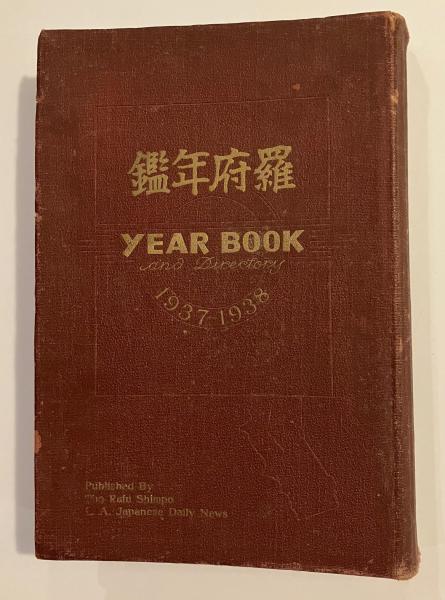 鑑年府羅
YEAR BOOK
and Directory
1937-1938
Published By
The Rafu Shimpo
L. A. Japanese Daily News